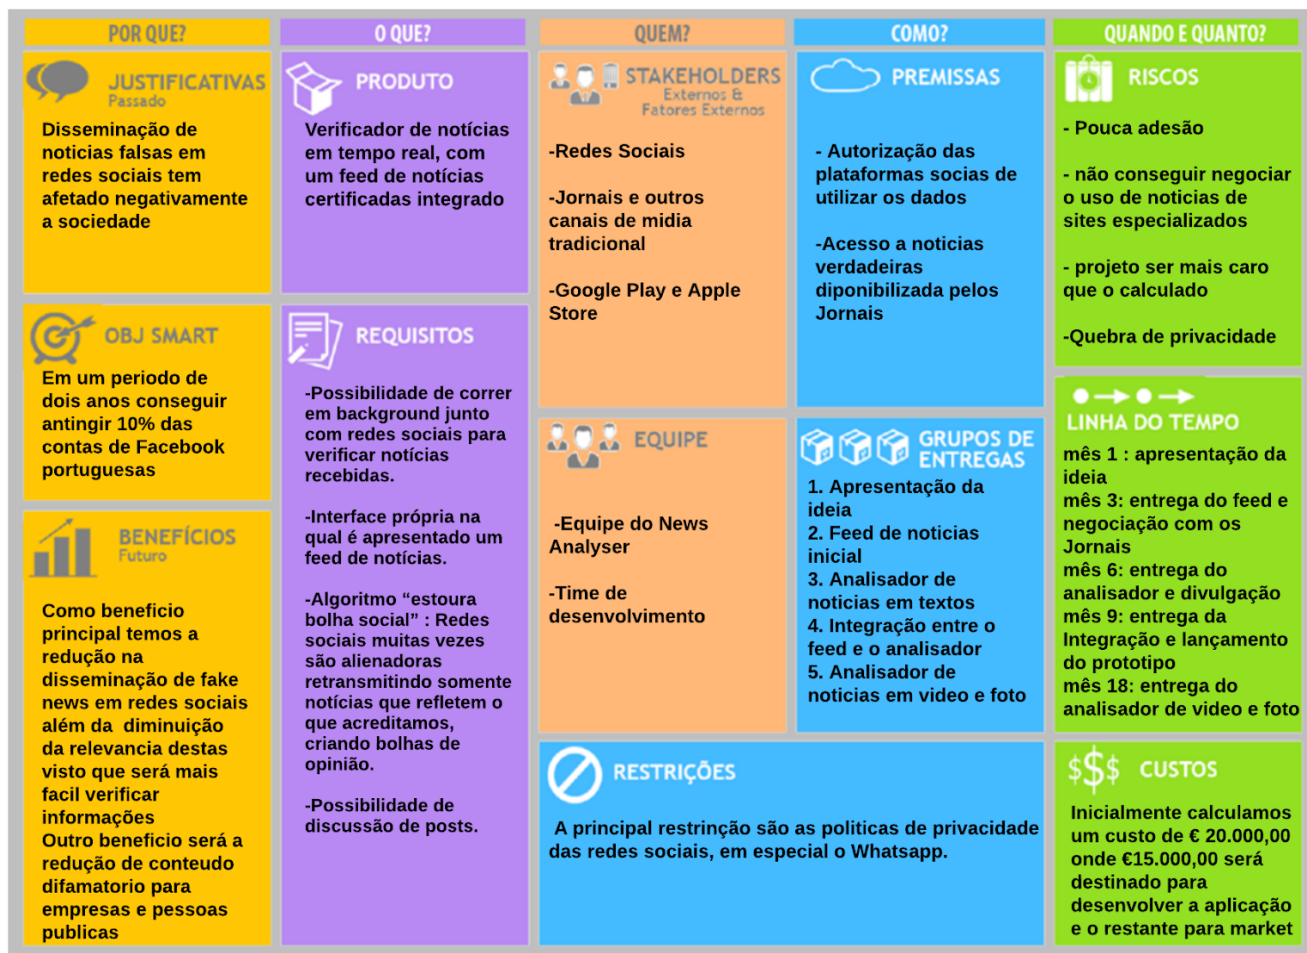 POR QUE?
JUSTIFICATIVAS
Passado
Disseminação de
noticias falsas em
redes sociais tem
afetado negativamente
a sociedade
OBJ SMART
Em um periodo de
dois anos conseguir
antingir 10% das
contas de Facebook
portuguesas
BENEFÍCIOS
Futuro
Como beneficio
principal temos a
redução na
disseminação de fake
news em redes sociais
além da diminuição
da relevancia destas
visto que será mais
facil verificar
informações
Outro beneficio será a
redução de conteudo
difamatorio para
empresas e pessoas
publicas
O QUE?
PRODUTO
Verificador de notícias
em tempo real, com
um feed de notícias
certificadas integrado
REQUISITOS
-Possibilidade de correr
em background junto
com redes sociais para
verificar notícias
recebidas.
-Interface própria na
qual é apresentado um
feed de notícias.
-Algoritmo “estoura
bolha social” : Redes
sociais muitas vezes
são alienadoras
retransmitindo somente
notícias que refletem o
que acreditamos,
criando bolhas de
opinião.
-Possibilidade de
discussão de posts.
QUEM?
STAKEHOLDERS
Externos &
Fatores Externos
-Redes Sociais
-Jornais e outros
canais de midia
tradicional
-Google Play e Apple
Store
EQUIPE
-Equipe do News
Analyser
-Time de
desenvolvimento
COMO?
PREMISSAS
- Autorização das
plataformas socias de
utilizar os dados
-Acesso a noticias
verdadeiras
diponibilizada pelos
Jornais
GRUPOS DE
ENTREGAS
1. Apresentação da
ideia
2. Feed de noticias
inicial
3. Analisador de
noticias em textos
4. Integração entre o
feed e o analisador
5. Analisador de
noticias em video e foto
RESTRIÇÕES
A principal restrinção são as politicas de privacidade
das redes sociais, em especial o Whatsapp.
QUANDO E QUANTO?
RISCOS
- Pouca adesão
- não conseguir negociar
o uso de noticias de
sites especializados
- projeto ser mais caro
que o calculado
-Quebra de privacidade
LINHA DO TEMPO
mês 1 : apresentação da
ideia
mês 3: entrega do feed e
negociação com os
Jornais
mês 6: entrega do
analisador e divulgação
mês 9: entrega da
Integração e lançamento
do prototipo
mês 18: entrega do
analisador de video e foto
$$$ CUSTOS
Inicialmente calculamos
um custo de € 20.000,00
onde €15.000,00 será
destinado para
desenvolver a aplicação
e o restante para market